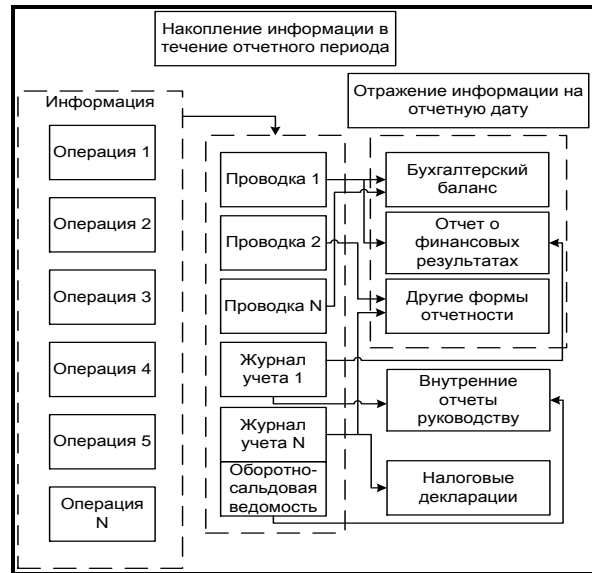 Накопление информации в
течение отчетного периода
Отражение информации на
отчетную дату
Информация
Операция 1
Операция 2
Операция 3
Операция 4
Операция 5
Операция
N
Проводка 1
Проводка 2
Проводка N
Журнал
учета 1
Журнал
учета N
Оборотно-
сальдовая
ведомость
Бухгалтерский
баланс
Отчет о
финансовых
результатах
Другие формы
отчетности
Внутренние
отчеты
руководству
Налоговые
декларации